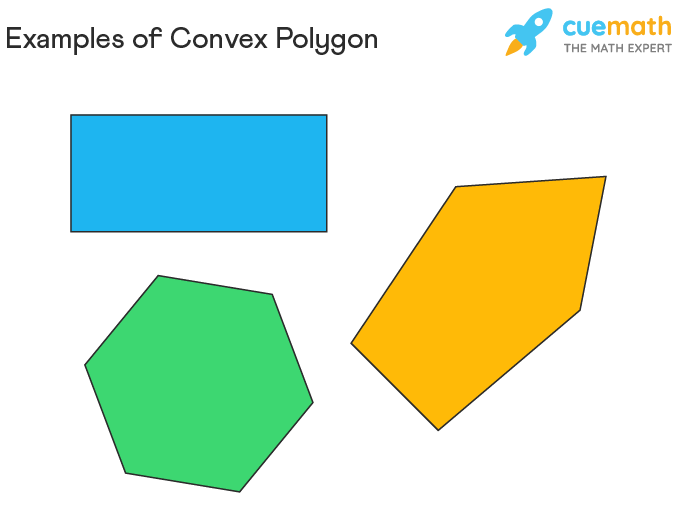 Examples of Convex Polygon
cuemath
THE MATH EXPERT